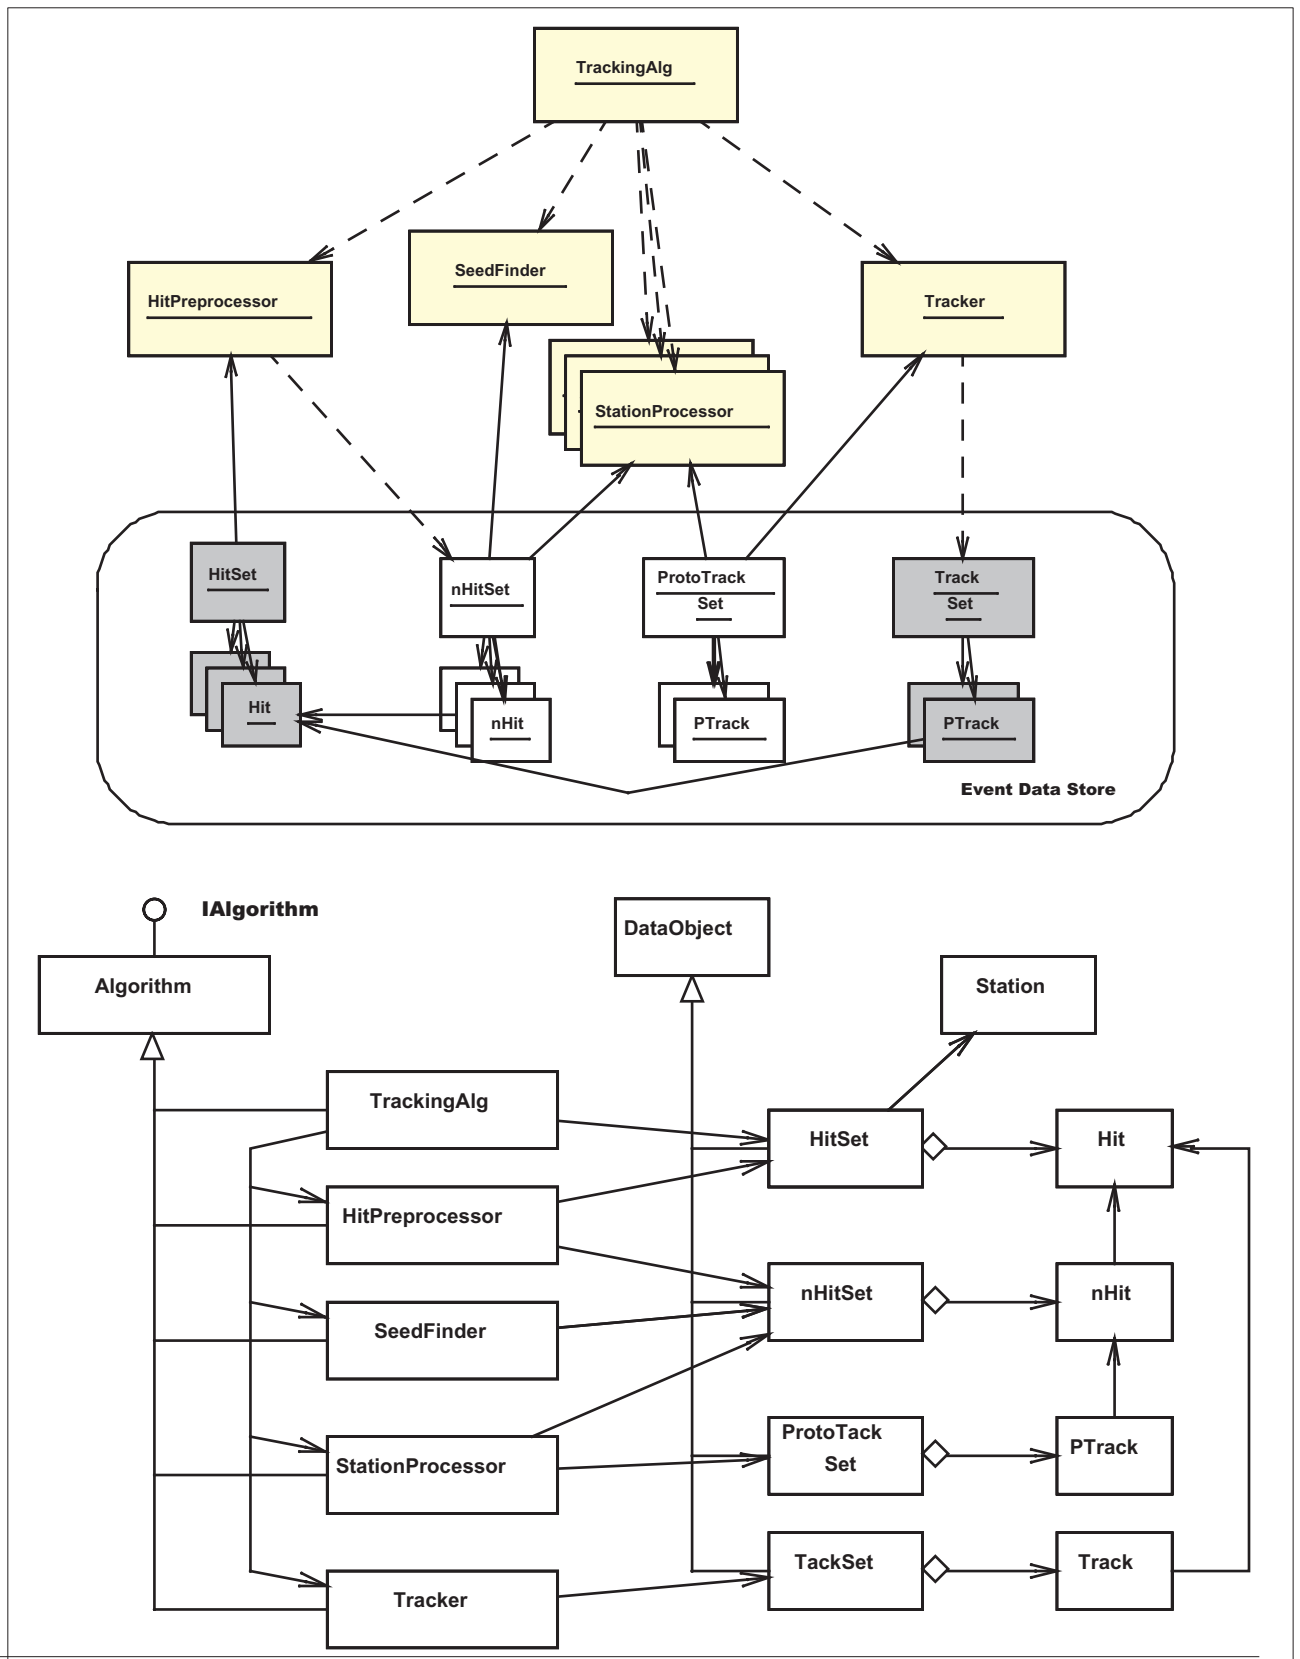 TrackingAlg
SeedFinder
HitPreprocessor
Tracker
StationProcessor
HitSet
nHitSet
ProtoTrack
Set
Track
Set
Hit
nHit
PTrack
PTrack
Event Data Store
IAlgorithm
DataObject
Algorithm
Station
TrackingAlg
HitSet
Hit
HitPreprocessor
nHitSet
nHit
SeedFinder
ProtoTack
Set
PTrack
StationProcessor
TackSet
Track
Tracker